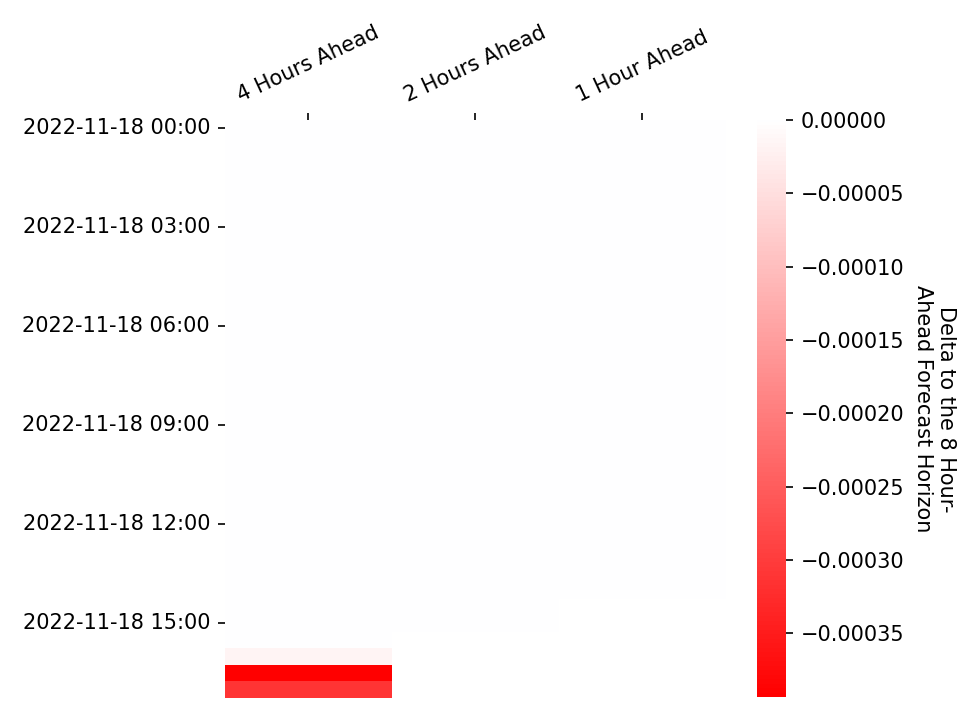 4 Hours Ahead
2 Hours Ahead
1 Hour Ahead
2022-11-18 00:00
2022-11-18 03:00
2022-11-18 06:00
2022-11-18 09:00
2022-11-18 12:00
2022-11-18 15:00
0.00000
−0.00005
−0.00010
−0.00015
−0.00020
−0.00025
−0.00030
−0.00035
Delta to the 8 Hour-
Ahead Forecast Horizon